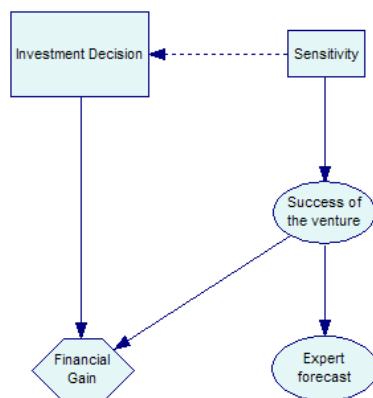 Investment Decision
Sensitivity
Success of
the venture
Financial
Gain
Expert
forecast